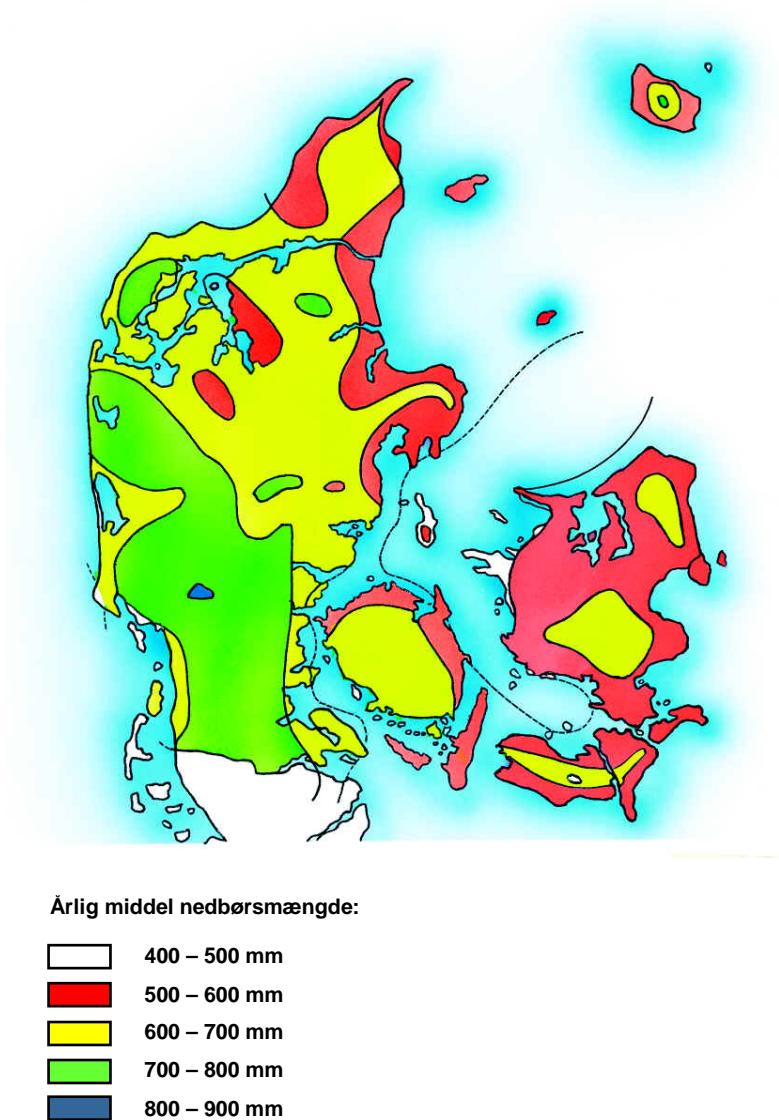 Årlig middel nedbørsmængde:
400 – 500 mm
500 – 600 mm
600 – 700 mm
700 – 800 mm
800 – 900 mm